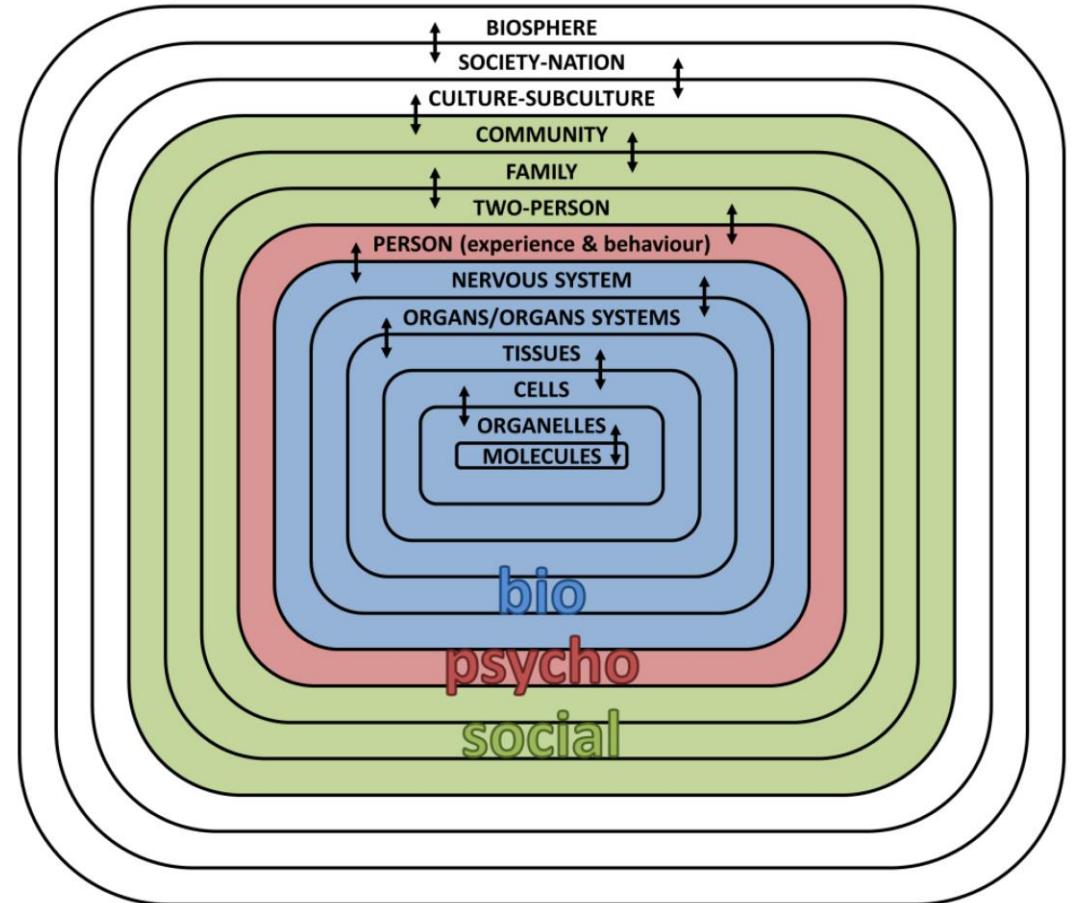 BIOSPHERE
SOCIETY-NATION
CULTURE-SUBCULTURE
COMMUNITY
FAMILY
TWO-PERSON
PERSON (experience & behaviour)
NERVOUS SYSTEM
ORGANS/ORGANS SYSTEMS
TISSUES
CELLS
ORGANELLES
MOLECULES
bio
psycho
social